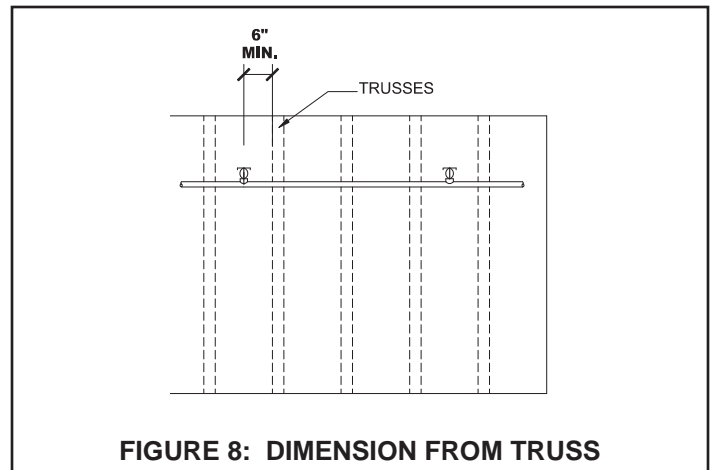 6"
MIN.
TRUSSES
FIGURE 8: DIMENSION FROM TRUSS